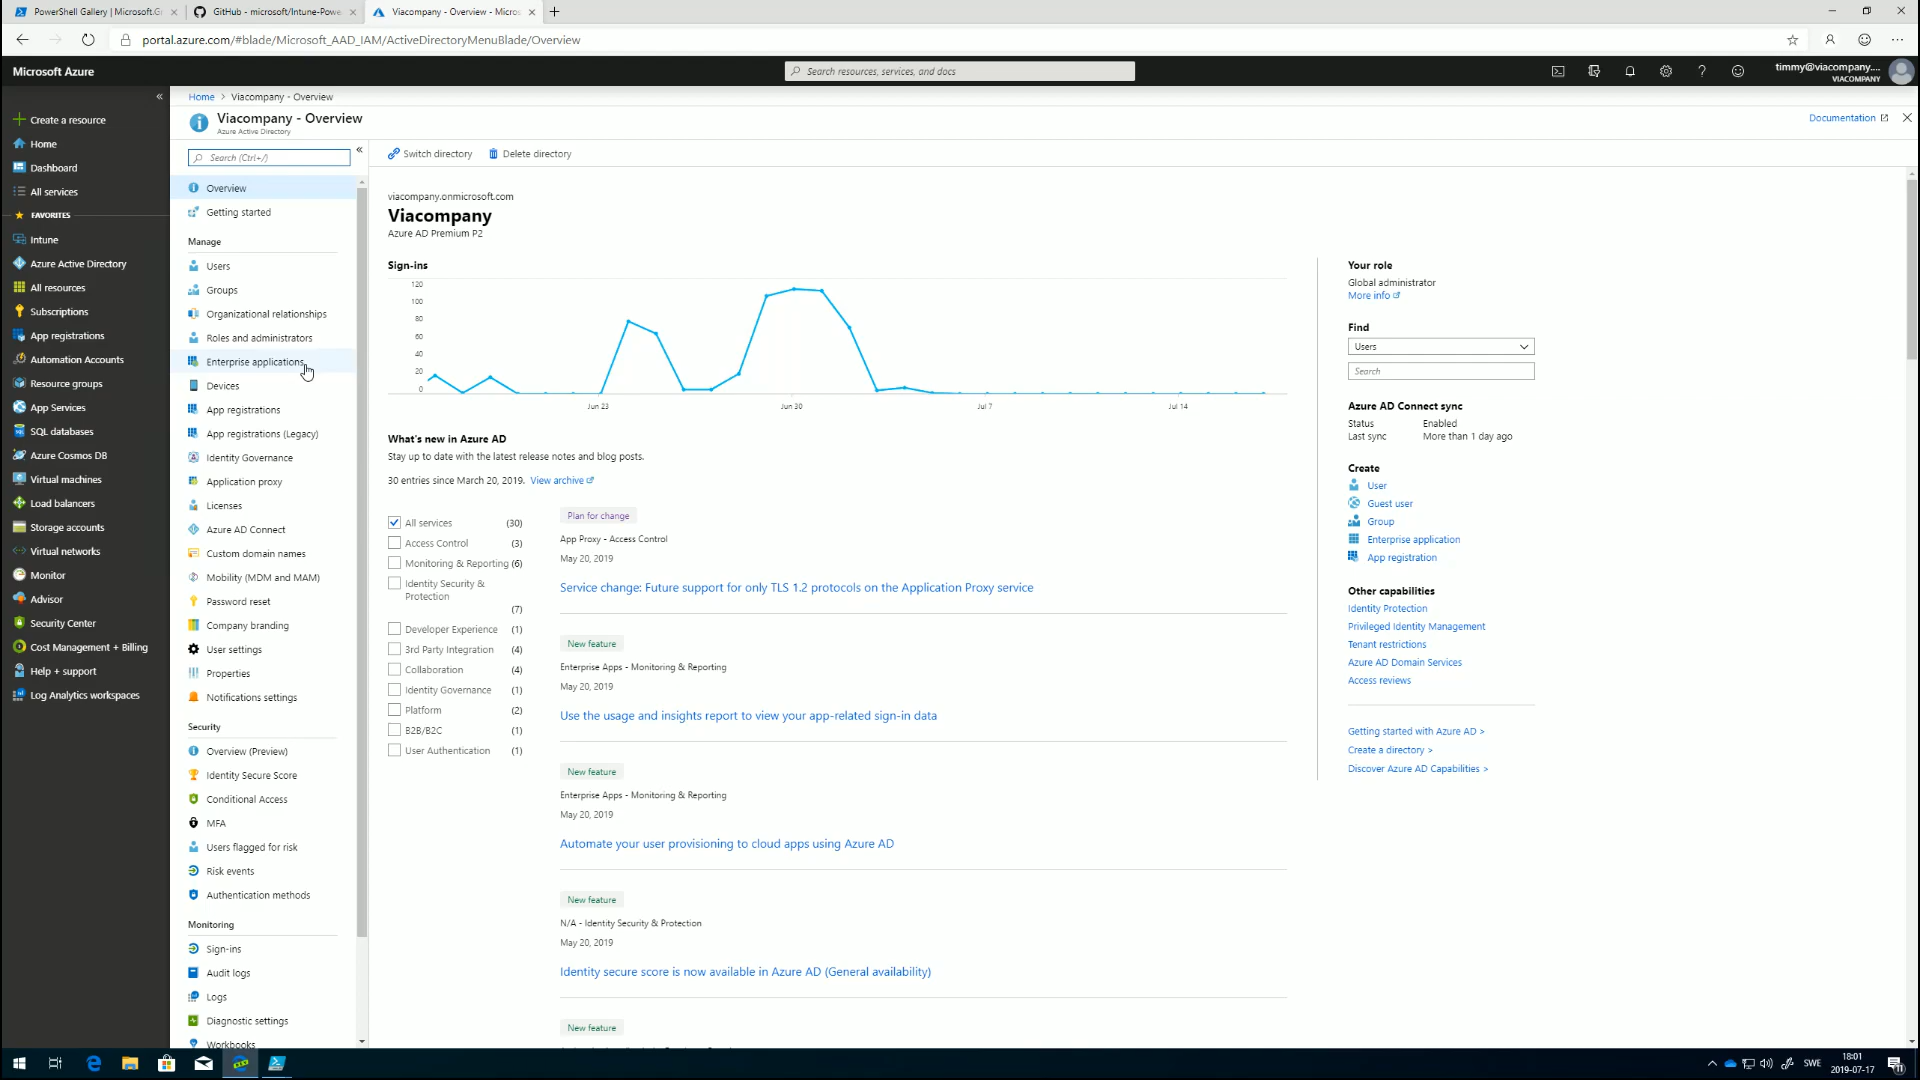 PowerShell Gallery | Microsoft.Gr
GitHub - microsoft/Intune-Powe
Viacompany - Overview - Micros
portal.azure.com/#blade/Microsoft_AAD_IAM/ActiveDirectoryMenuBlade/Overview
Microsoft Azure
Search resources, services, and docs
timmy@viacompany....
VIACOMPANY
Create a resource
Home
Dashboard
All services
FAVORITES
Intune
Azure Active Directory
All resources
Subscriptions
App registrations
Automation Accounts
Resource groups
App Services
SQL databases
Azure Cosmos DB
Virtual machines
Load balancers
Storage accounts
Virtual networks
Monitor
Advisor
Security Center
Cost Management + Billing
Help + support
Log Analytics workspaces
Home > Viacompany - Overview
Viacompany - Overview
Azure Active Directory
Documentation
Search (Ctrl+/)
Overview
Getting started
Manage
Users
Groups
Organizational relationships
Roles and administrators
Enterprise applications
Devices
App registrations
App registrations (Legacy)
Identity Governance
Application proxy
Licenses
Azure AD Connect
Custom domain names
Mobility (MDM and MAM)
Password reset
Company branding
User settings
Properties
Notifications settings
Security
Overview (Preview)
Identity Secure Score
Conditional Access
MFA
Users flagged for risk
Risk events
Authentication methods
Monitoring
Sign-ins
Audit logs
Logs
Diagnostic settings
Workbooks
Switch directory
Delete directory
viacompany.onmicrosoft.com
Viacompany
Azure AD Premium P2
Sign-ins
120
100
80
60
40
20
0
Jun 23
Jun 30
Jul 7
Jul 14
What's new in Azure AD
Stay up to date with the latest release notes and blog posts.
30 entries since March 20, 2019. View archive
All services (30)
Access Control (3)
Monitoring & Reporting (6)
Identity Security &
Protection
(7)
Developer Experience (1)
3rd Party Integration (4)
Collaboration (4)
Identity Governance (1)
Platform (2)
B2B/B2C (1)
User Authentication (1)
Plan for change
App Proxy - Access Control
May 20, 2019
Service change: Future support for only TLS 1.2 protocols on the Application Proxy service
New feature
Enterprise Apps - Monitoring & Reporting
May 20, 2019
Use the usage and insights report to view your app-related sign-in data
New feature
Enterprise Apps - Monitoring & Reporting
May 20, 2019
Automate your user provisioning to cloud apps using Azure AD
New feature
N/A - Identity Security & Protection
May 20, 2019
Identity secure score is now available in Azure AD (General availability)
New feature
Your role
Global administrator
More info
Find
Users
Search
Azure AD Connect sync
Status Enabled
Last sync More than 1 day ago
Create
User
Guest user
Group
Enterprise application
App registration
Other capabilities
Identity Protection
Privileged Identity Management
Tenant restrictions
Azure AD Domain Services
Access reviews
Getting started with Azure AD >
Create a directory >
Discover Azure AD Capabilities >
SWE
18:01
2019-07-17